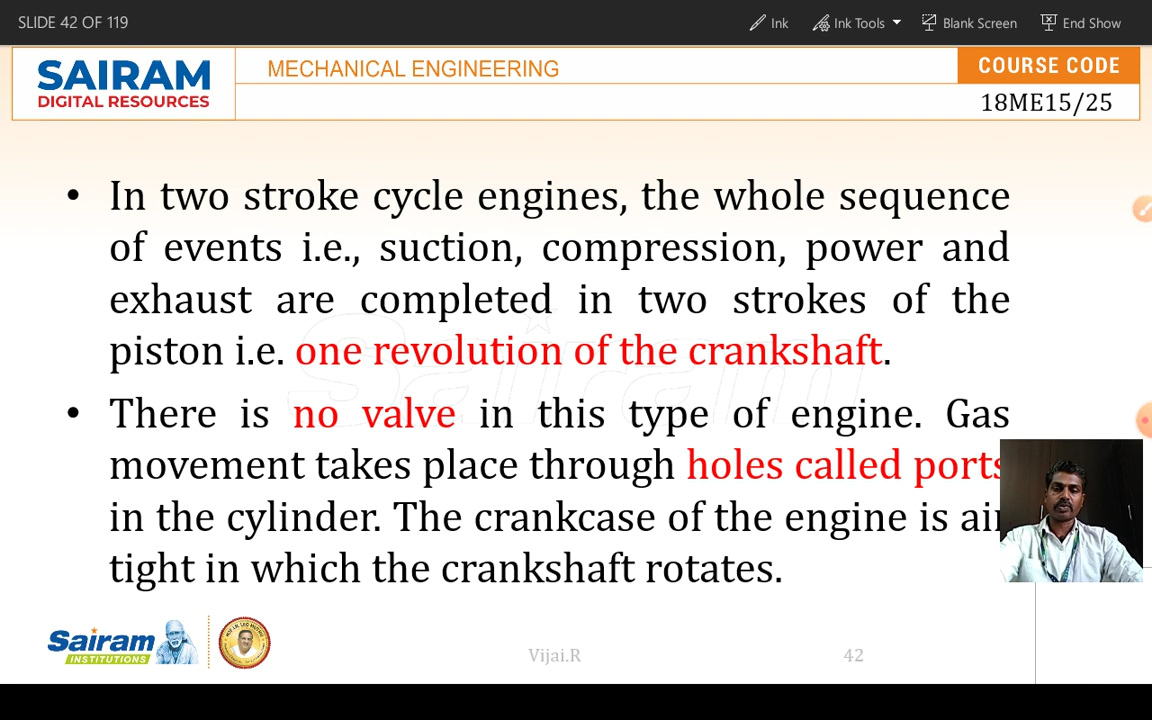 SLIDE 42 OF 119
Ink
Ink Tools
Blank Screen
End Show
SAIRAM
DIGITAL RESOURCES
MECHANICAL ENGINEERING
COURSE CODE
18ME15/25
• In two stroke cycle engines, the whole sequence
of events i.e., suction, compression, power and
exhaust are completed in two strokes of the
piston i.e. one revolution of the crankshaft.
• There is no valve in this type of engine. Gas
movement takes place through holes called ports
in the cylinder. The crankcase of the engine is air
tight in which the crankshaft rotates.
Sairam
Sairam
INSTITUTIONS
Vijai.R
42